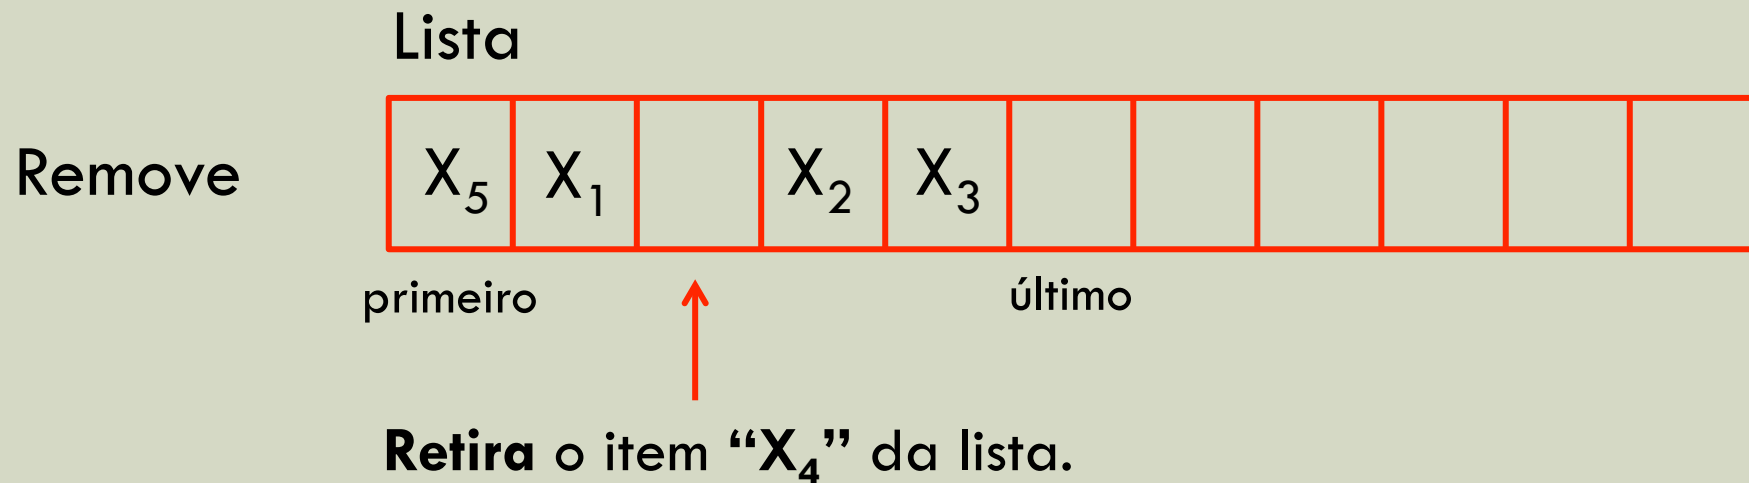 Lista
Remove
X₅ X₁ X₂ X₃
primeiro último
Retira o item “X₄” da lista.